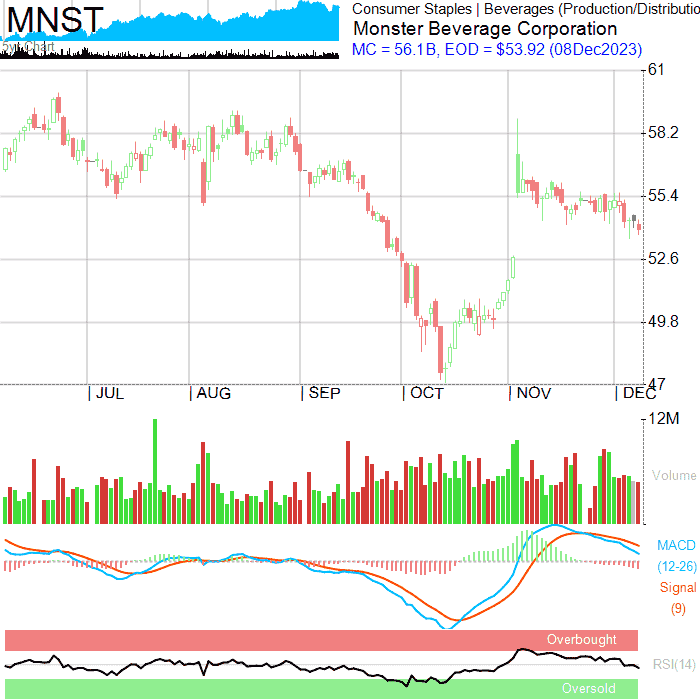 MNST
5yr Chart
Consumer Staples | Beverages (Production/Distributio
Monster Beverage Corporation
MC = 56.1B, EOD = $53.92 (08Dec2023)
61
58.2
55.4
52.6
49.8
47
| JUL | AUG | SEP | OCT | NOV | DEC
12M
Volume
MACD
(12-26)
Signal
(9)
Overbought
RSI(14)
Oversold